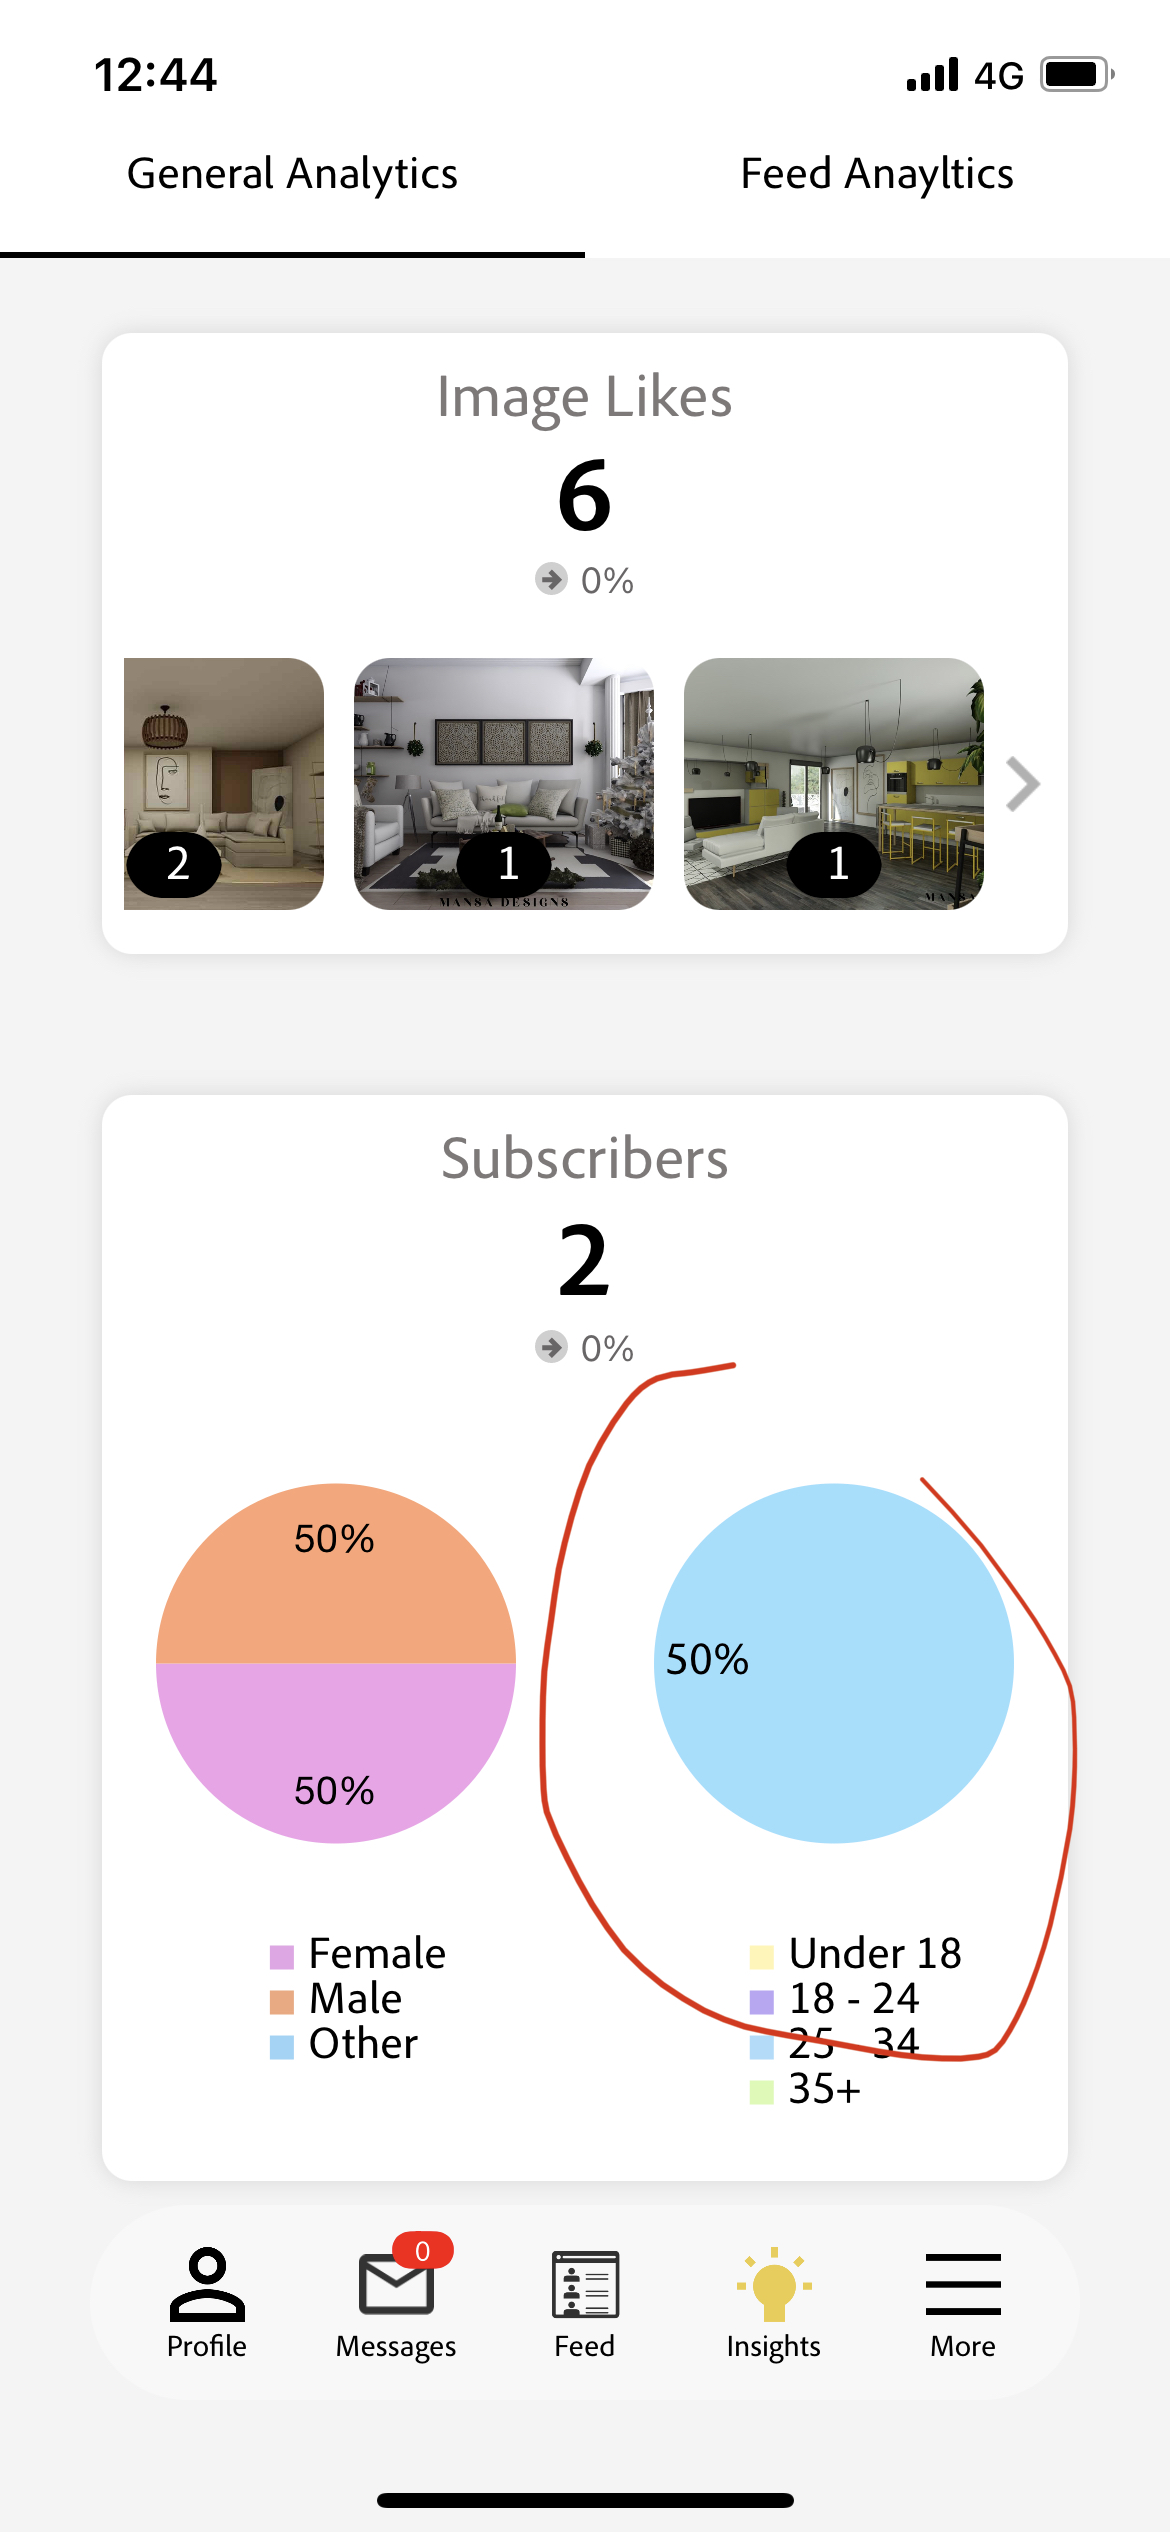 12:44
4G
General Analytics
Feed Anayltics
Image Likes
6
0%
2
1
1
MANSA DESIGNS
Subscribers
2
0%
50%
50%
50%
Female
Male
Other
Under 18
18 - 24
25 - 34
35+
0
Profile
Messages
Feed
Insights
More